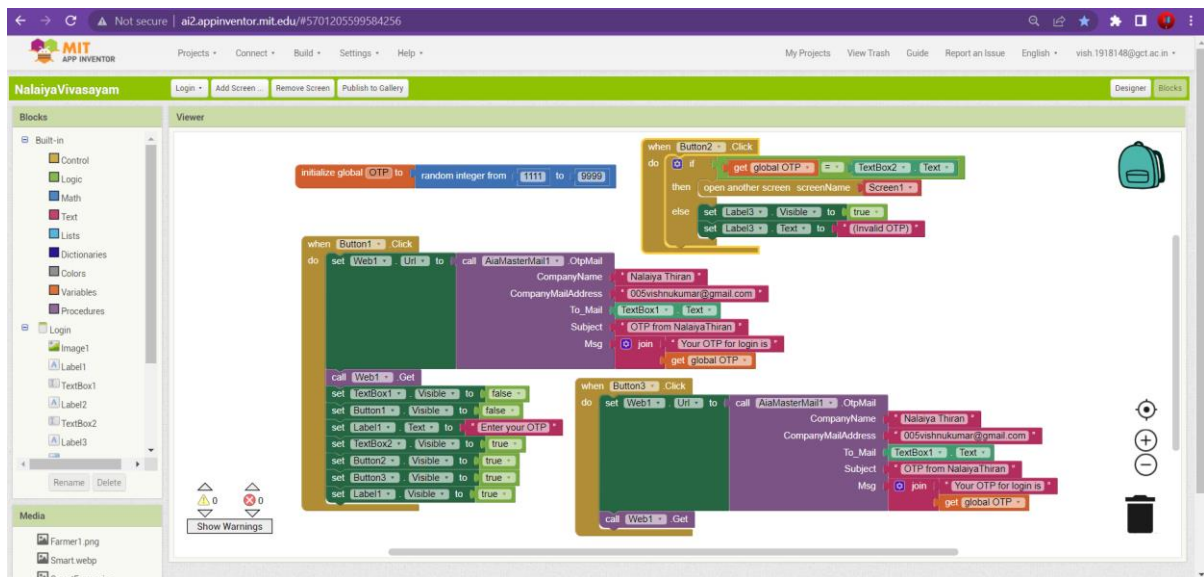 Not secure | ai2.appinventor.mit.edu/#5701205599584256
MIT
APP INVENTOR
Projects Connect Build Settings Help My Projects View Trash Guide Report an Issue English vish.1918148@gct.ac.in
NalaiyaVivasayam Login Add Screen ... Remove Screen Publish to Gallery Designer Blocks
Blocks
Built-in
Control
Logic
Math
Text
Lists
Dictionaries
Colors
Variables
Procedures
Login
Image1
Label1
TextBox1
Label2
TextBox2
Label3
Rename Delete
Media
Farmer1.png
Smart.webp
Viewer
initialize global OTP to random integer from 1111 to 9999
when Button2 .Click
do if get global OTP = TextBox2 . Text
then open another screen screenName Screen1
else set Label3 . Visible to true
set Label3 . Text to " (Invalid OTP) "
when Button1 .Click
do set Web1 . Url to call AiaMasterMail1 .OtpMail
CompanyName " Nalaiya Thiran "
CompanyMailAddress " 005vishnukumar@gmail.com "
To_Mail TextBox1 . Text
Subject " OTP from NalaiyaThiran "
Msg join " Your OTP for login is "
get global OTP
call Web1 .Get
set TextBox1 . Visible to false
set Button1 . Visible to false
set Label1 . Text to " Enter your OTP "
set TextBox2 . Visible to true
set Button2 . Visible to true
set Button3 . Visible to true
set Label1 . Visible to true
when Button3 .Click
do set Web1 . Url to call AiaMasterMail1 .OtpMail
CompanyName " Nalaiya Thiran "
CompanyMailAddress " 005vishnukumar@gmail.com "
To_Mail TextBox1 . Text
Subject " OTP from NalaiyaThiran "
Msg join " Your OTP for login is "
get global OTP
call Web1 .Get
0 0
Show Warnings